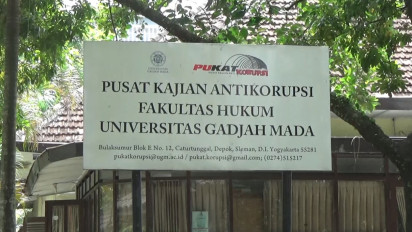 PUKAT
KORUPSI
PUSAT KAJIAN ANTIKORUPSI
FAKULTAS HUKUM
UNIVERSITAS GADJAH MADA
Bulaksumur Blok E No. 12, Caturtunggal, Depok, Sleman, D.I. Yogyakarta 55281
pukatkorupsi@ugm.ac.id / pukat.korupsi@gmail.com; (0274)515217